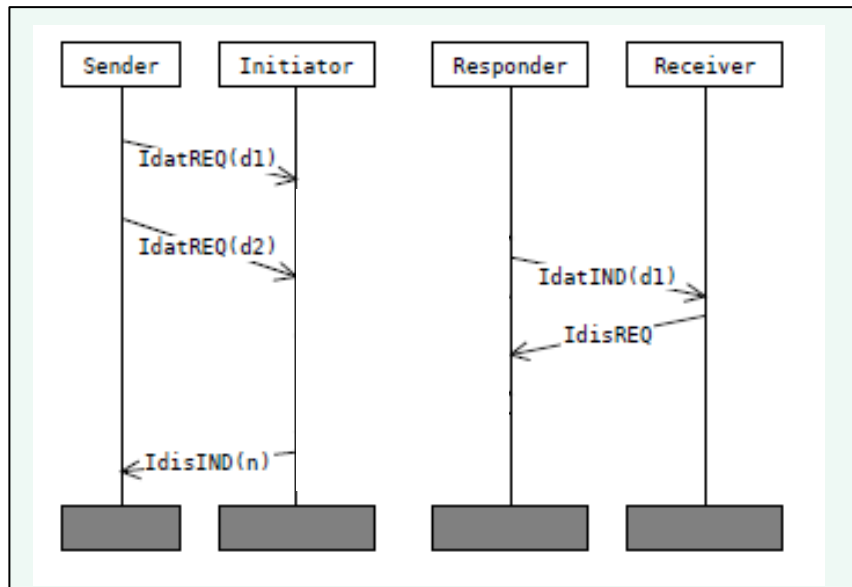 Sender Initiator Responder Receiver
IdatREQ(d1)
IdatREQ(d2)
IdatIND(d1)
IdisREQ
IdisIND(n)